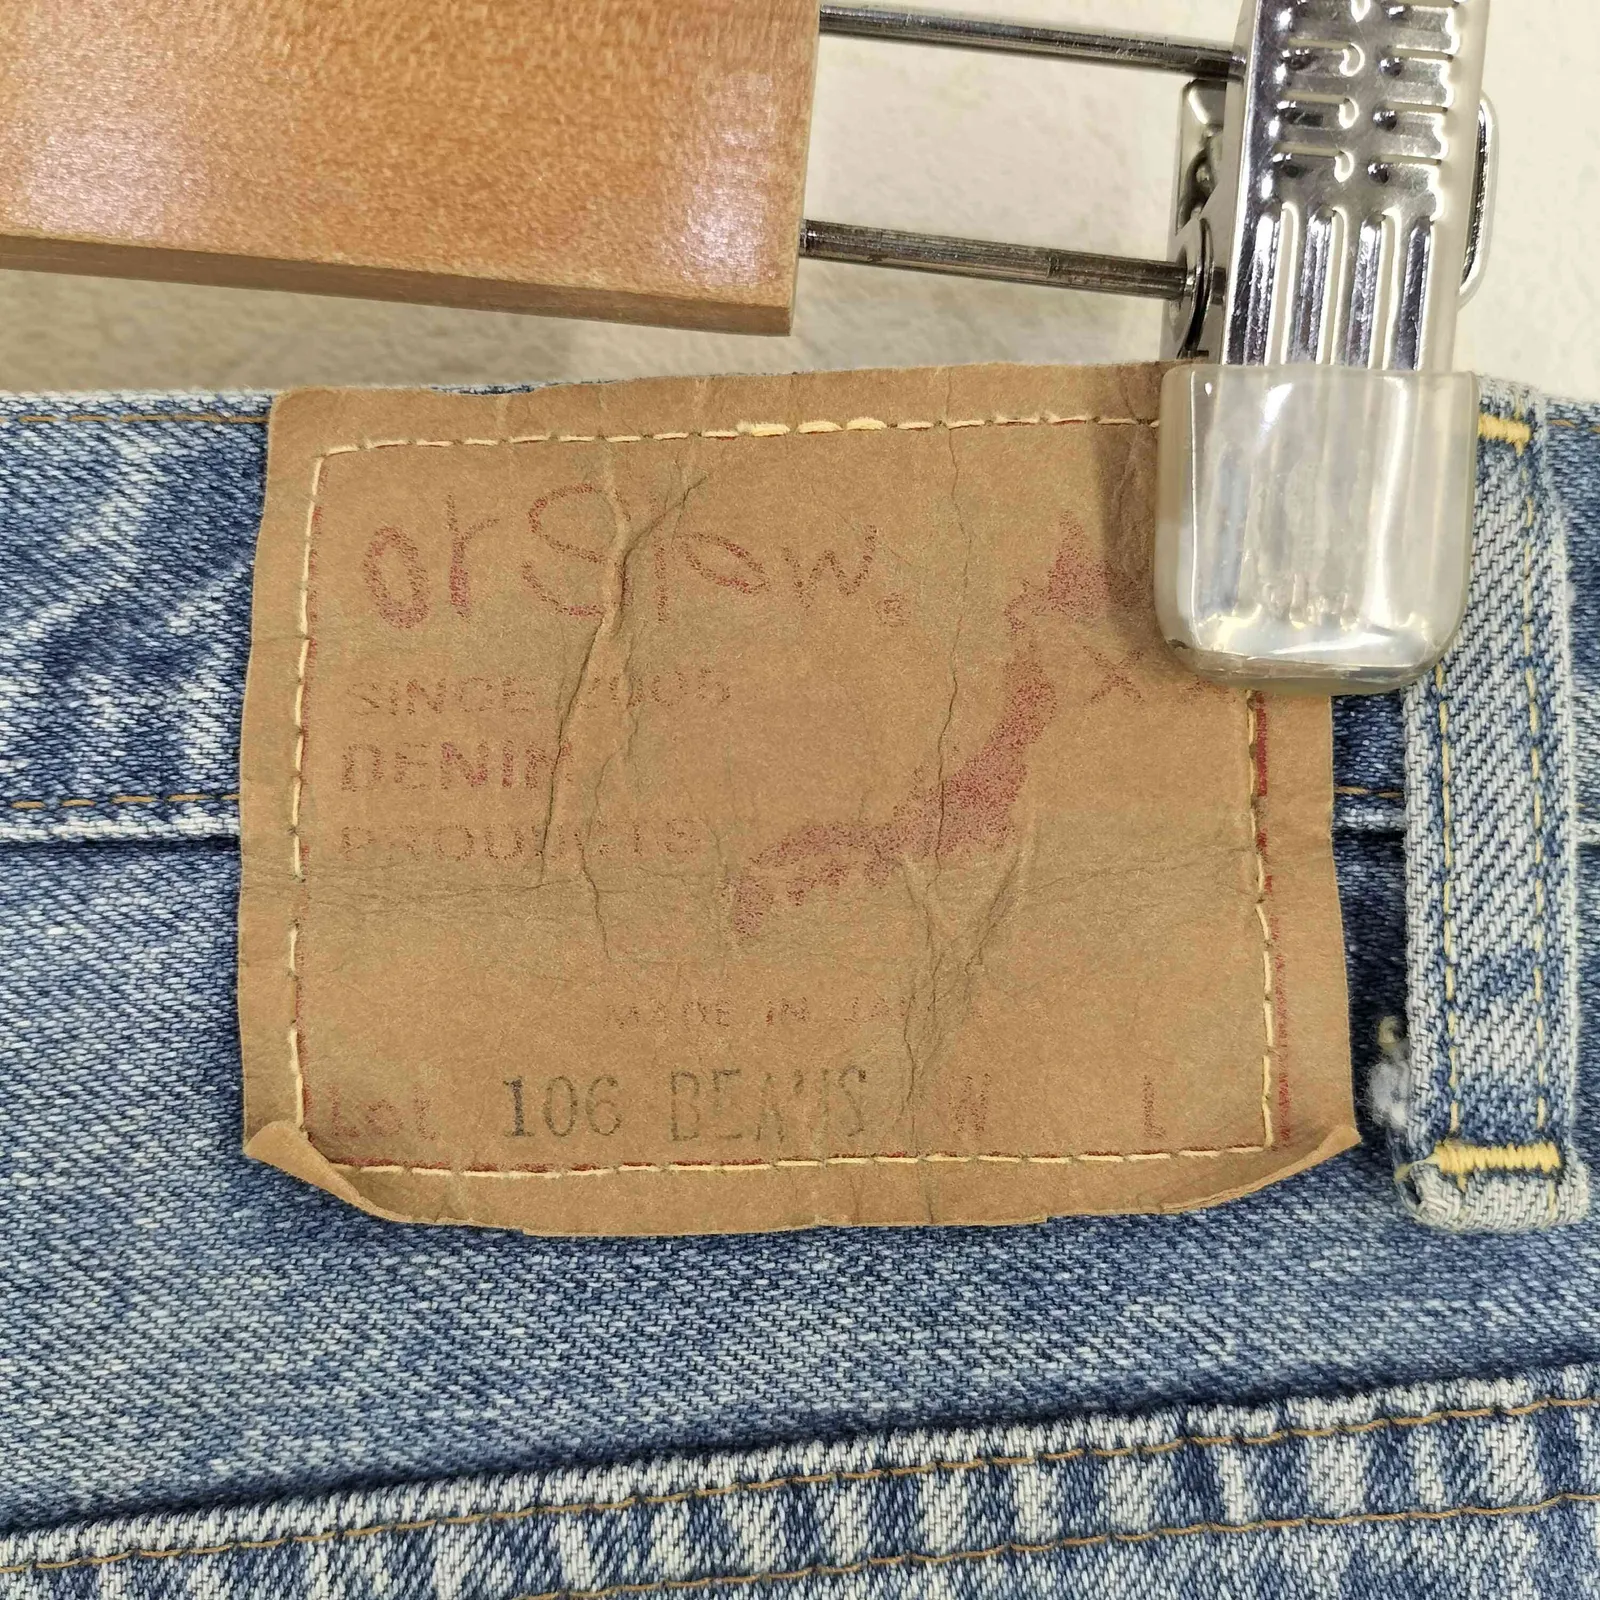 orSlow
SINCE 2005
DENIM
PRODUCTS
MADE IN JAPAN
Lot 106 BEAMS W L